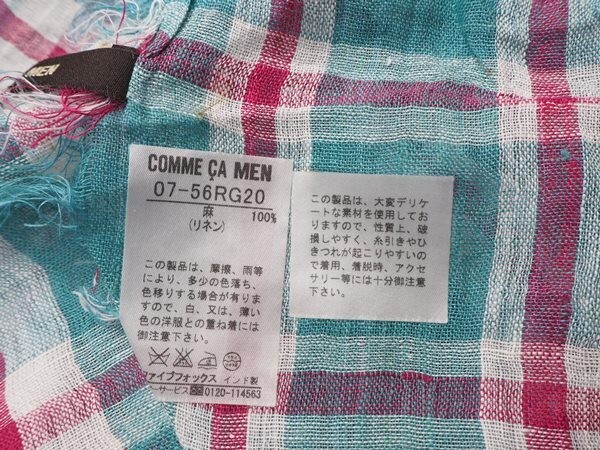 MEN
COMME ÇA MEN
07-56RG20
麻 100%
(リネン)
この製品は、摩擦、雨等
により、多少の色落ち、
色移りする場合が有りま
すので、白、又は、薄い
色の洋服との重ね着には
御注意下さい。
ファイブフォックス インド製
サービス 0120-114563
この製品は、大変デリケ
ートな素材を使用してお
りますので、性質上、破
損しやすく、糸引きやひ
きつれが起こりやすいの
で着用、着脱時、アクセ
サリー等には十分御注意
下さい。